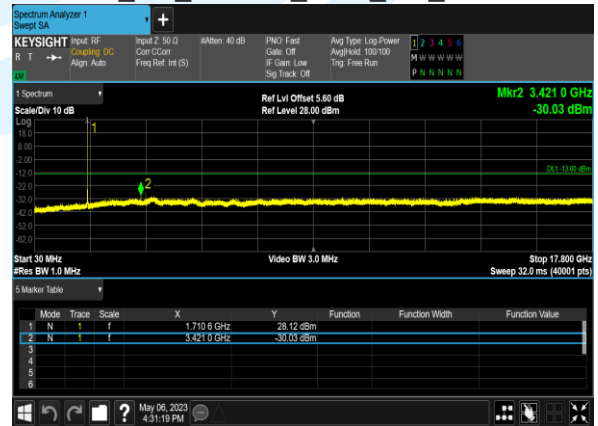 Spectrum Analyzer 1
Swept SA
KEYSIGHT Input: RF Input Z: 50 Ω #Atten: 40 dB PNO: Fast Avg Type: Log-Power 1 2 3 4 5 6
R T Coupling: DC Corr CCorr Gate: Off Avg|Hold: 100/100 M W W W W W
Align: Auto Freq Ref: Int (S) IF Gain: Low Trig: Free Run
Sig Track: Off P N N N N N
1 Spectrum
Ref Lvl Offset 5.60 dB Mkr2 3.421 0 GHz
Scale/Div 10 dB Ref Level 28.00 dBm -30.03 dBm
Log
18.0
8.00
-2.00
-12.0
-22.0
-32.0
-42.0
-52.0
-62.0
1
2
DL1 -13.00 dBm
Start 30 MHz Video BW 3.0 MHz Stop 17.800 GHz
#Res BW 1.0 MHz Sweep 32.0 ms (40001 pts)
5 Marker Table
Mode Trace Scale X Y Function Function Width Function Value
1 N 1 f 1.710 6 GHz 28.12 dBm
2 N 1 f 3.421 0 GHz -30.03 dBm
3
4
5
6
? May 06, 2023
4:31:19 PM